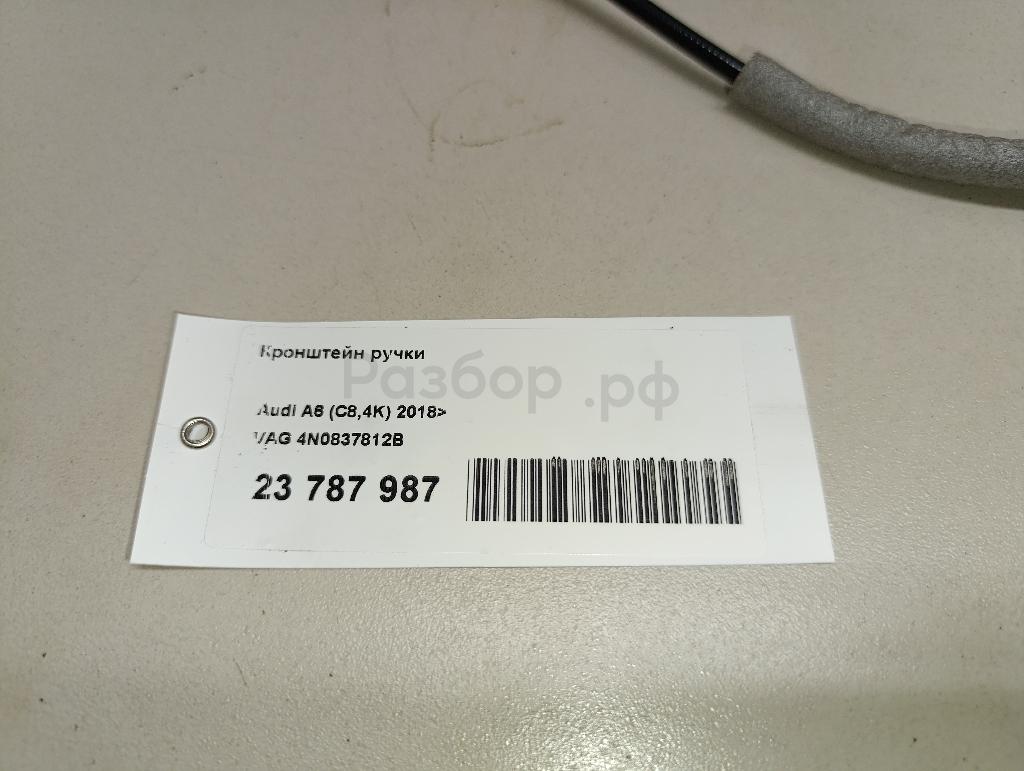 Кронштейн ручки
Разбор.рф
Audi A6 (C8,4K) 2018>
VAG 4N0837812B
23 787 987